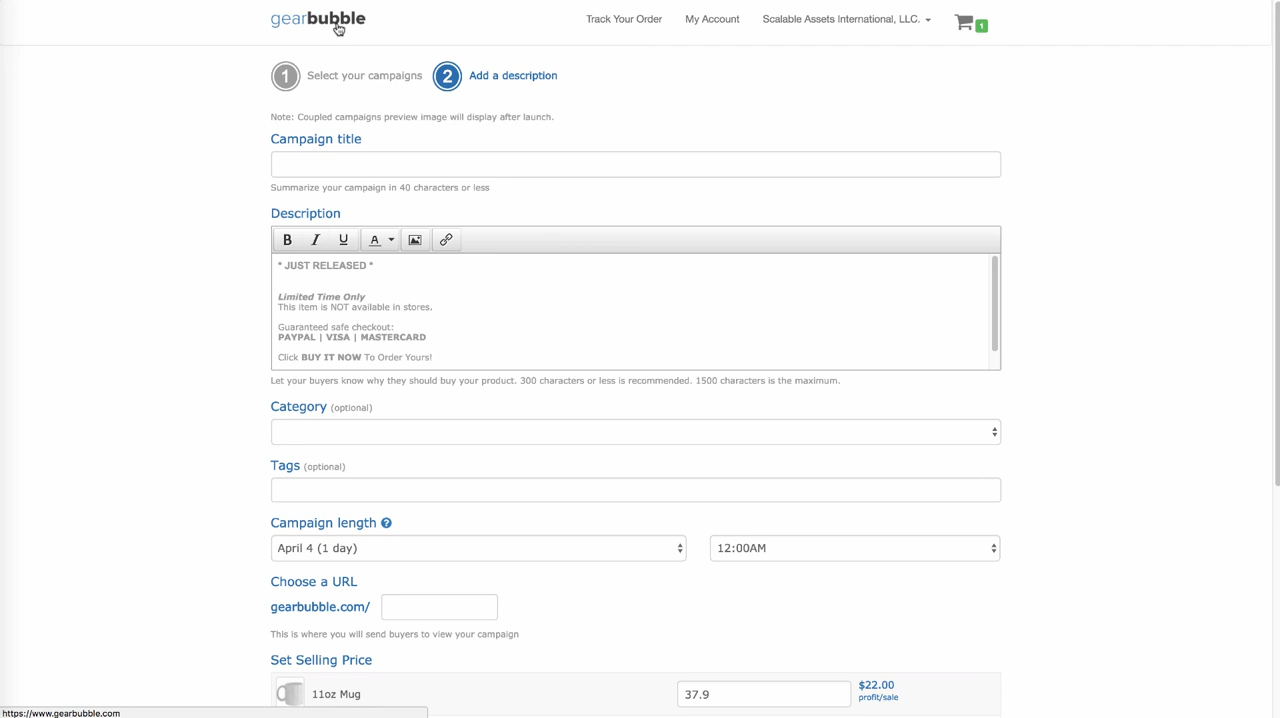 gearbubble
Track Your Order
My Account
Scalable Assets International, LLC.
1
1 Select your campaigns
2 Add a description
Note: Coupled campaigns preview image will display after launch.
Campaign title
Summarize your campaign in 40 characters or less
Description
B I U A
* JUST RELEASED *
Limited Time Only
This item is NOT available in stores.
Guaranteed safe checkout:
PAYPAL | VISA | MASTERCARD
Click BUY IT NOW To Order Yours!
Let your buyers know why they should buy your product. 300 characters or less is recommended. 1500 characters is the maximum.
Category (optional)
Tags (optional)
Campaign length ?
April 4 (1 day)
12:00AM
Choose a URL
gearbubble.com/
This is where you will send buyers to view your campaign
Set Selling Price
11oz Mug
37.9
$22.00
profit/sale
https://www.gearbubble.com